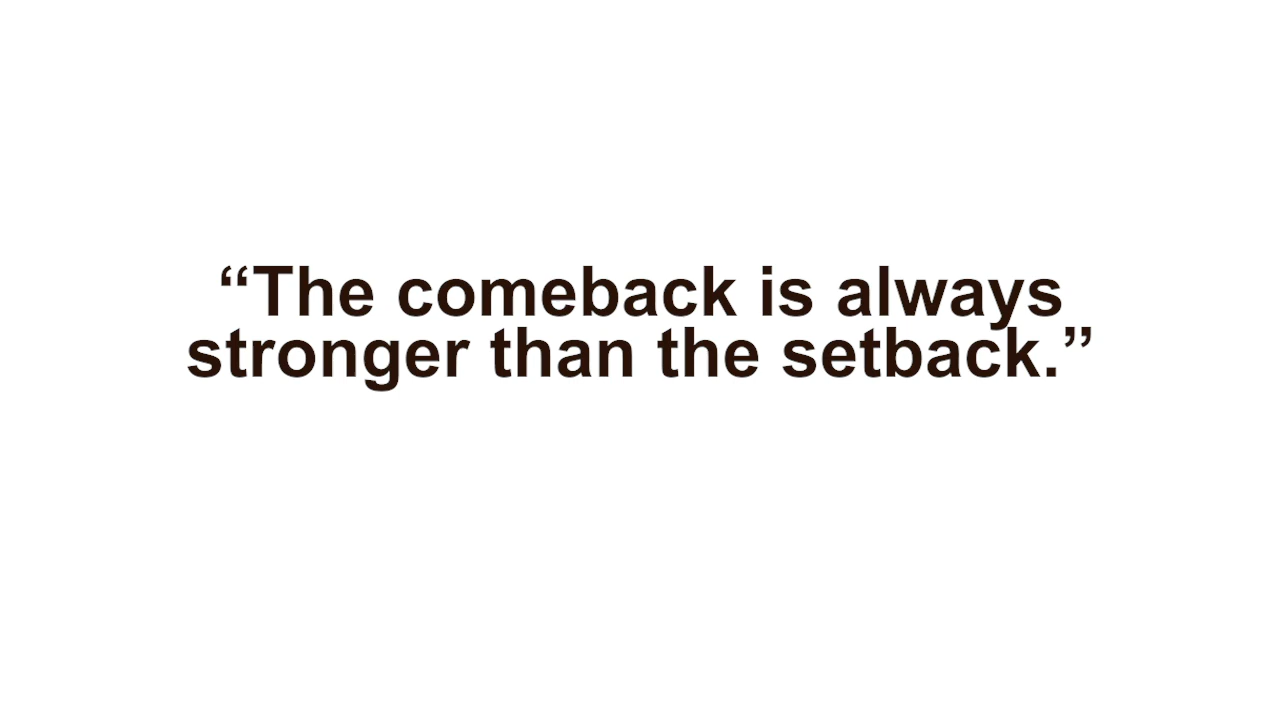 “The comeback is always
stronger than the setback.”